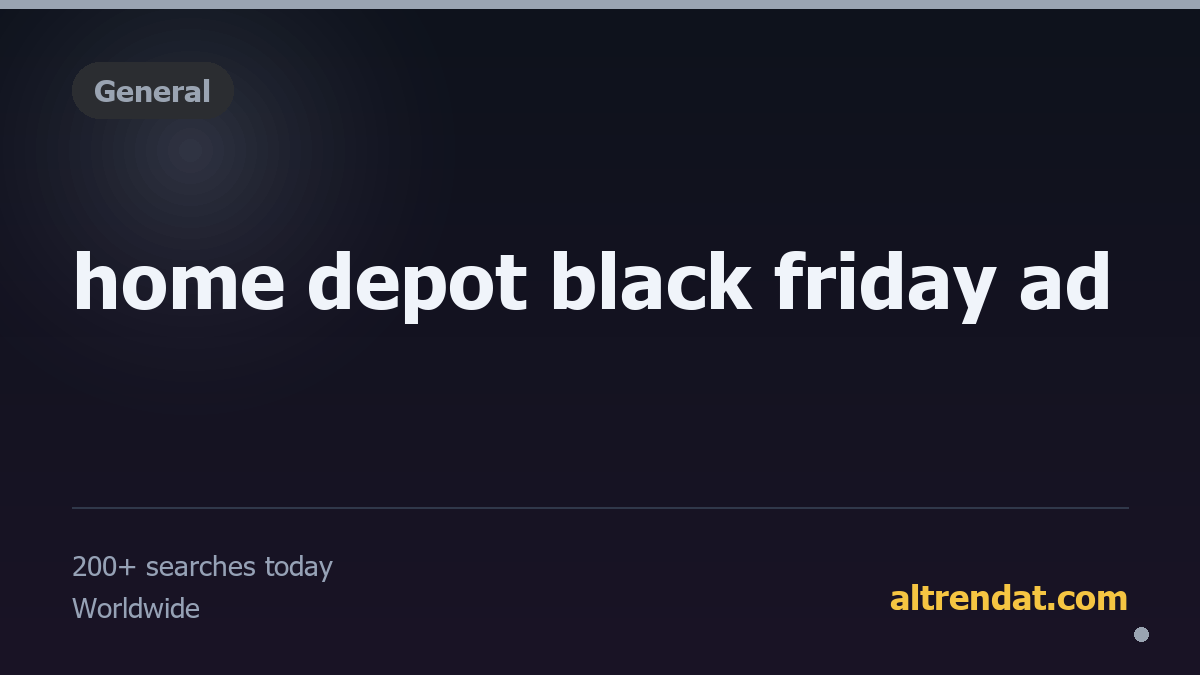 General
home depot black friday ad
200+ searches today
Worldwide
altrendat.com